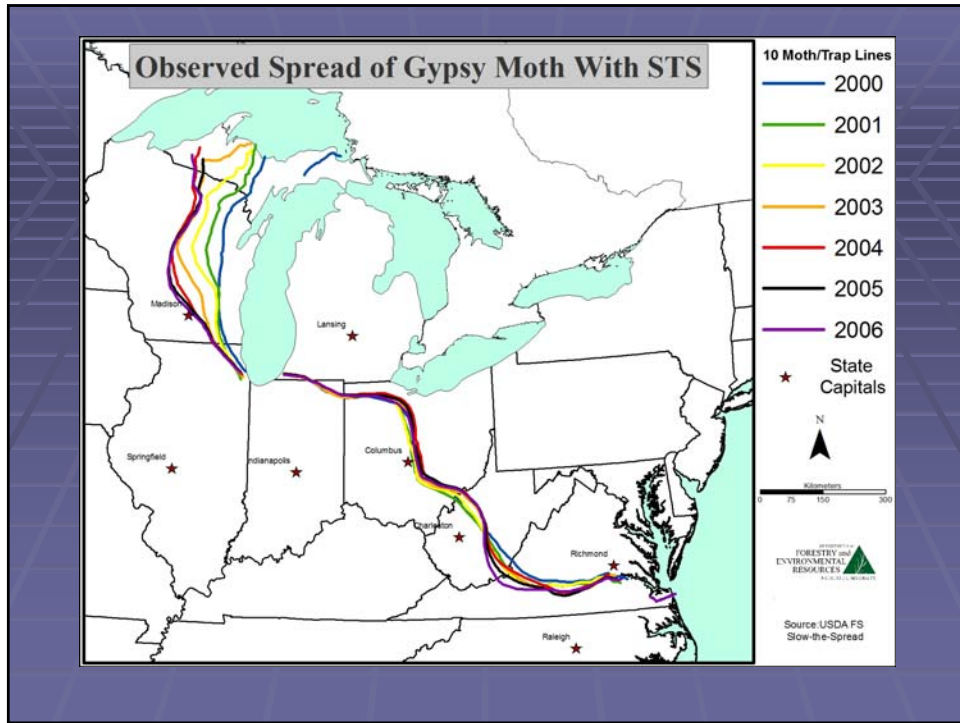 Observed Spread of Gypsy Moth With STS
10 Moth/Trap Lines
2000
2001
2002
2003
2004
2005
2006
State
Capitals
N
Kilometers
0 75 150 300
FORESTRY and
ENVIRONMENTAL
RESOURCES
Source:USDA FS
Slow-the-Spread
Madison
Lansing
Springfield
Indianapolis
Columbus
Charleston
Richmond
Raleigh